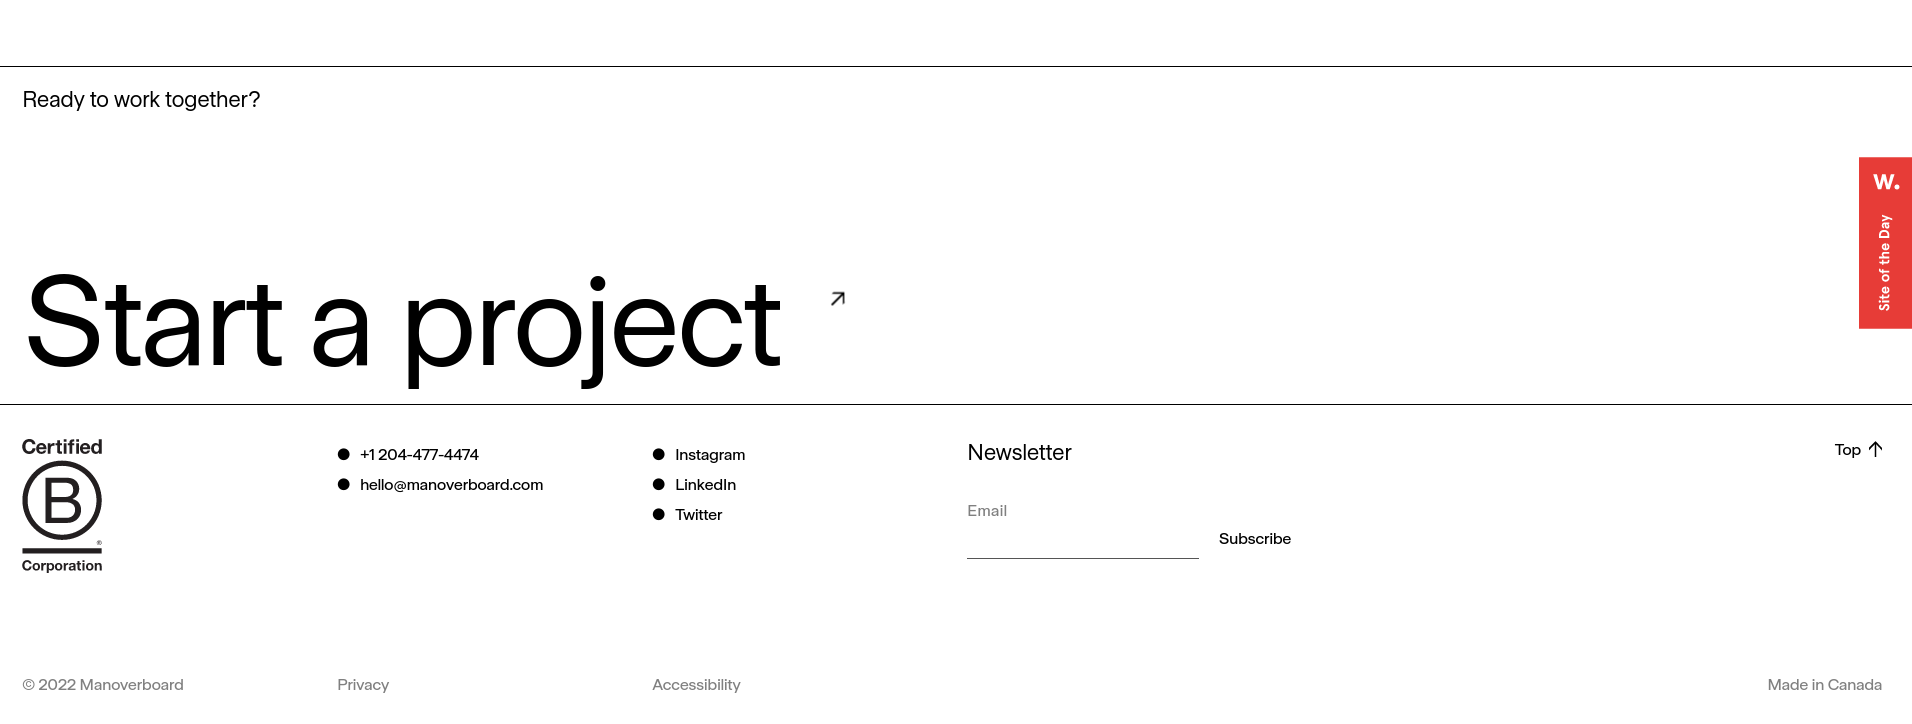 Ready to work together?
W.
Site of the Day
Start a project
Certified
B
®
Corporation
+1 204-477-4474
hello@manoverboard.com
Instagram
LinkedIn
Twitter
Newsletter
Email
Subscribe
Top
© 2022 Manoverboard
Privacy
Accessibility
Made in Canada